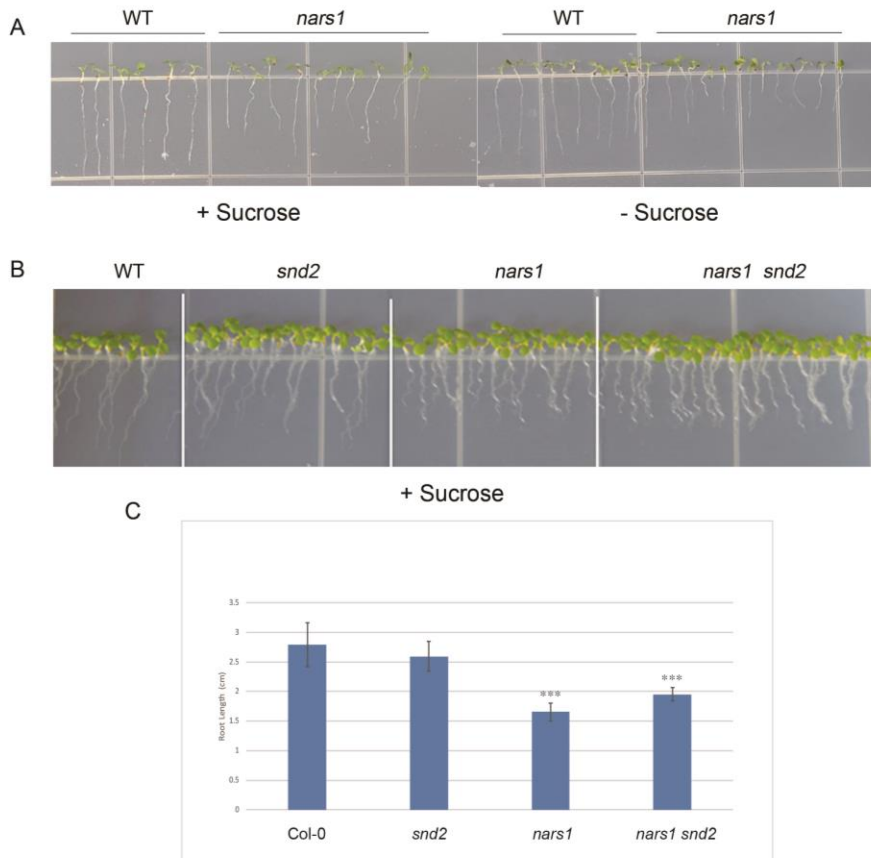 A
WT nars1 WT nars1
+ Sucrose - Sucrose
B
WT snd2 nars1 nars1 snd2
+ Sucrose
C
3.5
3
2.5
2
1.5
1
0.5
0
Root Length (cm)
***
***
Col-0 snd2 nars1 nars1 snd2